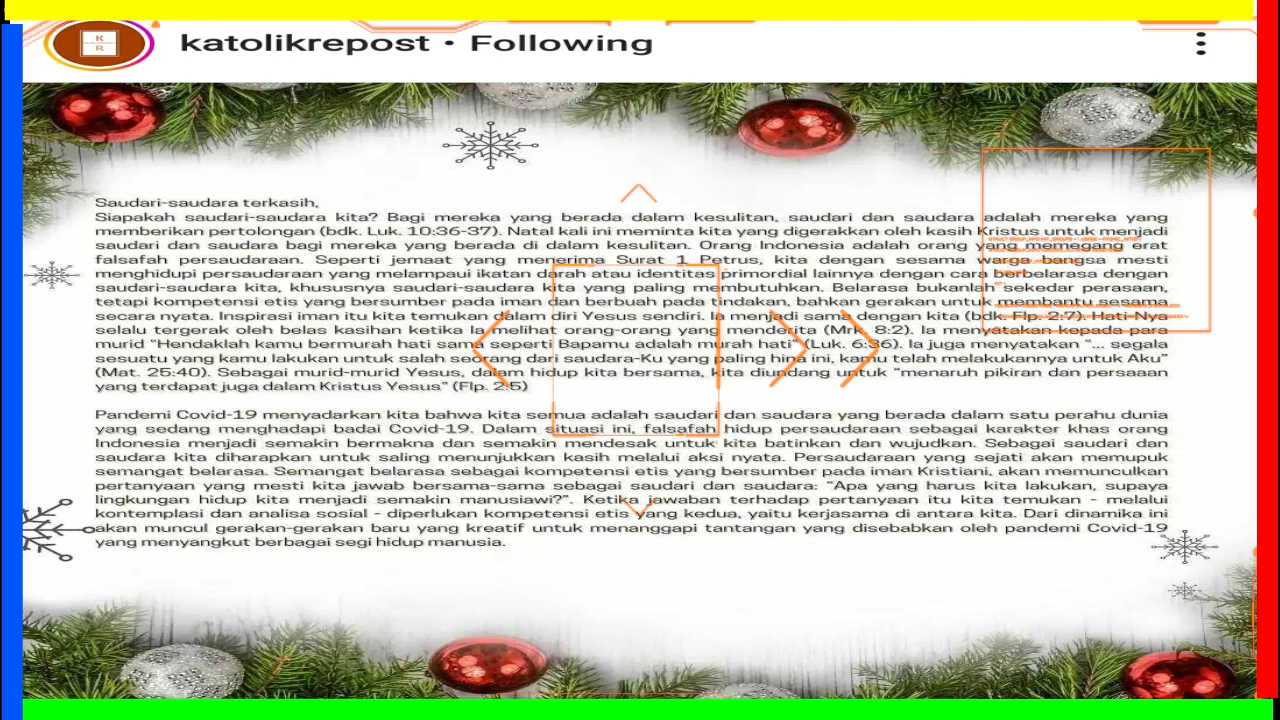 K
R
katolikrepost • Following
Saudari-saudara terkasih,
Siapakah saudari-saudara kita? Bagi mereka yang berada dalam kesulitan, saudari dan saudara adalah mereka yang
memberikan pertolongan (bdk. Luk. 10:36-37). Natal kali ini meminta kita yang digerakkan oleh kasih Kristus untuk menjadi
saudari dan saudara bagi mereka yang berada di dalam kesulitan. Orang Indonesia adalah orang yang memegang erat
falsafah persaudaraan. Seperti jermaat yang menerima Surat 1 Petrus, kita dengan sesama warga bangsa mesti
menghidupi persaudaraan yang melampaui ikatan darah atau identitas primordial lainnya dengan cara berbelarasa dengan
saudari-saudara kita, khususnya saudari-saudara kita yang paling membutuhkan. Belarasa bukanlah sekedar perasaan,
tetapi kompetensi etis yang bersumber pada iman dan berbuah pada tindakan, bahkan gerakan untuk membantu sesama
secara nyata. Inspirasi iman itu kita temukan dalam diri Yesus sendiri. Ia menjadi sama dengan kita (bdk. Flp. 2:7). Hati-Nya
selalu tergerak oleh belas kasihan ketika Ia melihat orang-orang yang menderita (Mrk. 8:2). Ia menyatakan kepada para
murid “Hendaklah kamu bermurah hati sama seperti Bapamu adalah murah hati” (Luk. 6:36). Ia juga menyatakan “... segala
sesuatu yang kamu lakukan untuk salah seorang dari saudara-Ku yang paling hina ini, kamu telah melakukannya untuk Aku”
(Mat. 25:40). Sebagai murid-murid Yesus, dalam hidup kita bersama, kita diundang untuk “menaruh pikiran dan persaaan
yang terdapat juga dalam Kristus Yesus” (Flp. 2:5)
Pandemi Covid-19 menyadarkan kita bahwa kita semua adalah saudari dan saudara yang berada dalam satu perahu dunia
yang sedang menghadapi badai Covid-19. Dalam situasi ini, falsafah hidup persaudaraan sebagai karakter khas orang
Indonesia menjadi semakin bermakna dan semakin mendesak untuk kita batinkan dan wujudkan. Sebagai saudari dan
saudara kita diharapkan untuk saling menunjukkan kasih melalui aksi nyata. Persaudaraan yang sejati akan memupuk
semangat belarasa. Semangat belarasa sebagai kompetensi etis yang bersumber pada iman Kristiani, akan memunculkan
pertanyaan yang mesti kita jawab bersama-sama sebagai saudari dan saudara: “Apa yang harus kita lakukan, supaya
lingkungan hidup kita menjadi semakin manusiawi?”. Ketika jawaban terhadap pertanyaan itu kita temukan - melalui
kontemplasi dan analisa sosial - diperlukan kompetensi etis yang kedua, yaitu kerjasama di antara kita. Dari dinamika ini
akan muncul gerakan-gerakan baru yang kreatif untuk menanggapi tantangan yang disebabkan oleh pandemi Covid-19
yang menyangkut berbagai segi hidup manusia.